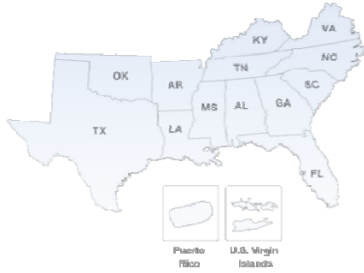 KY
VA
NC
TN
OK
AR
SC
MS
AL
GA
TX
LA
FL
Puerto
Rico
U.S. Virgin
Islands